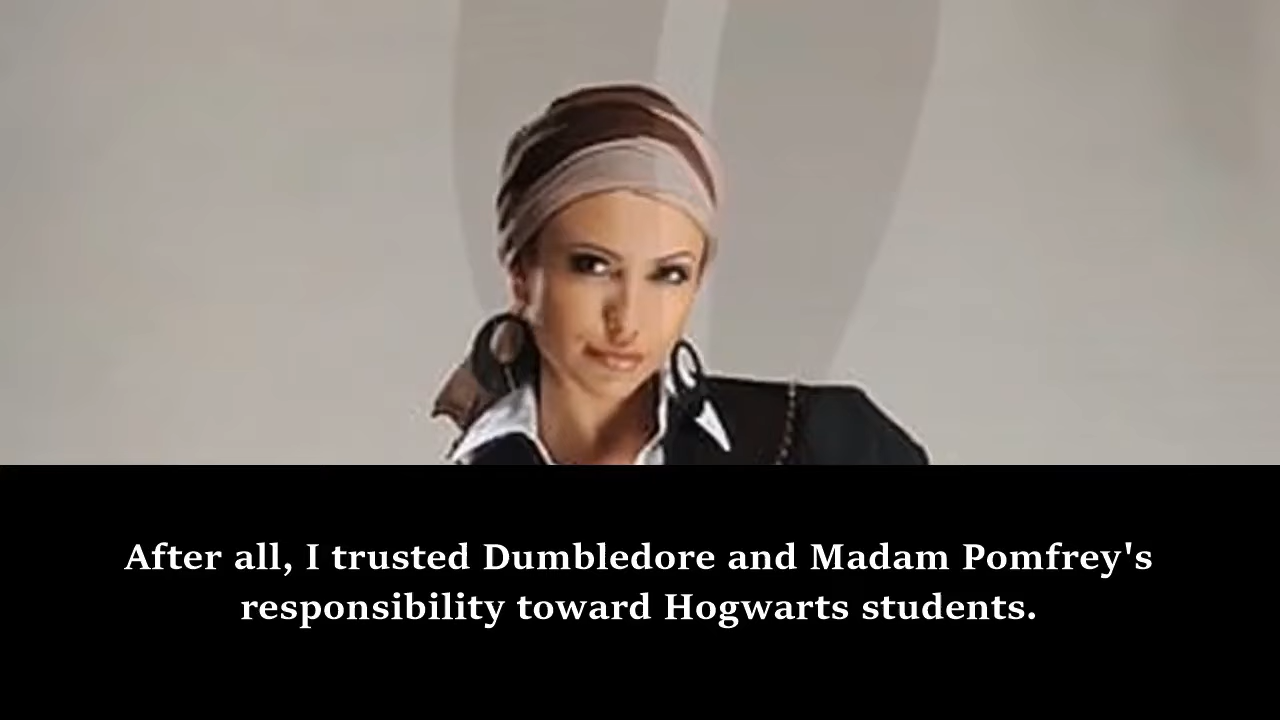 After all, I trusted Dumbledore and Madam Pomfrey's
responsibility toward Hogwarts students.